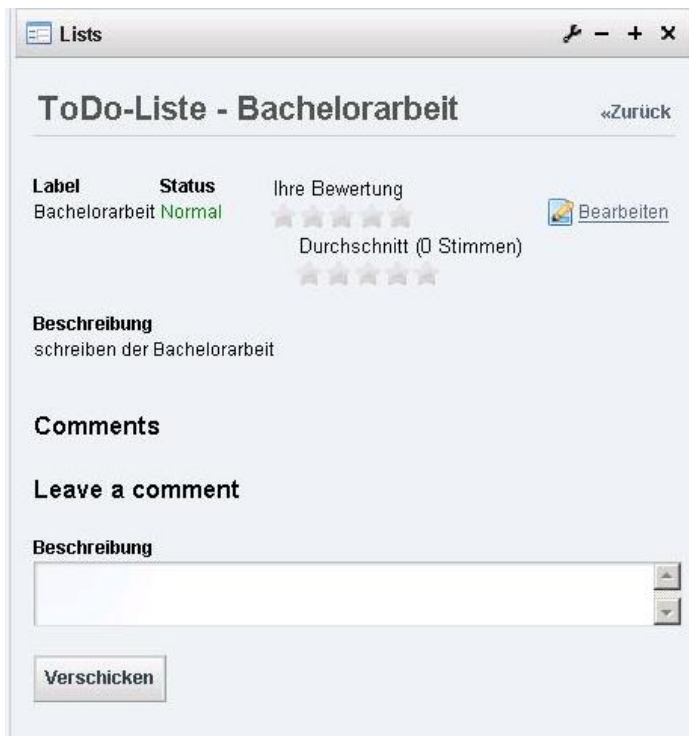 Lists
ToDo-Liste - Bachelorarbeit «Zurück
Label Status Ihre Bewertung
Bachelorarbeit Normal Bearbeiten
Durchschnitt (0 Stimmen)
Beschreibung
schreiben der Bachelorarbeit
Comments
Leave a comment
Beschreibung
Verschicken